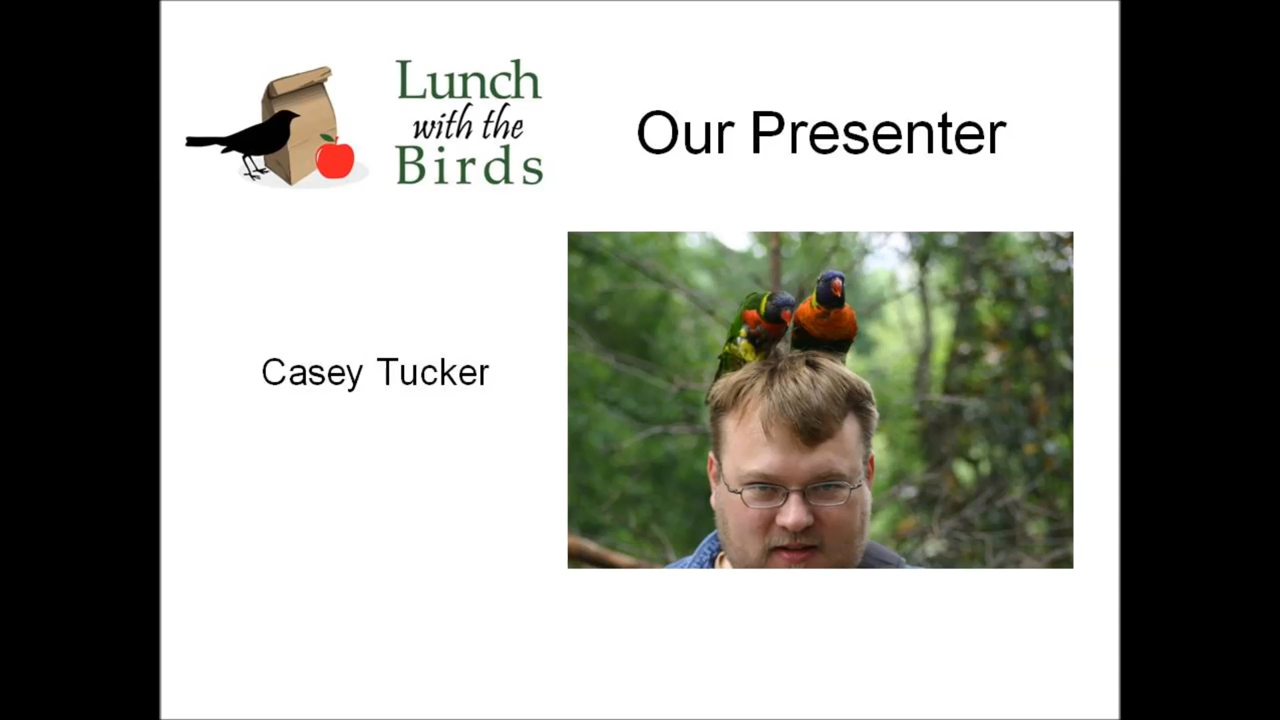 Lunch
with the
Birds
Our Presenter
Casey Tucker